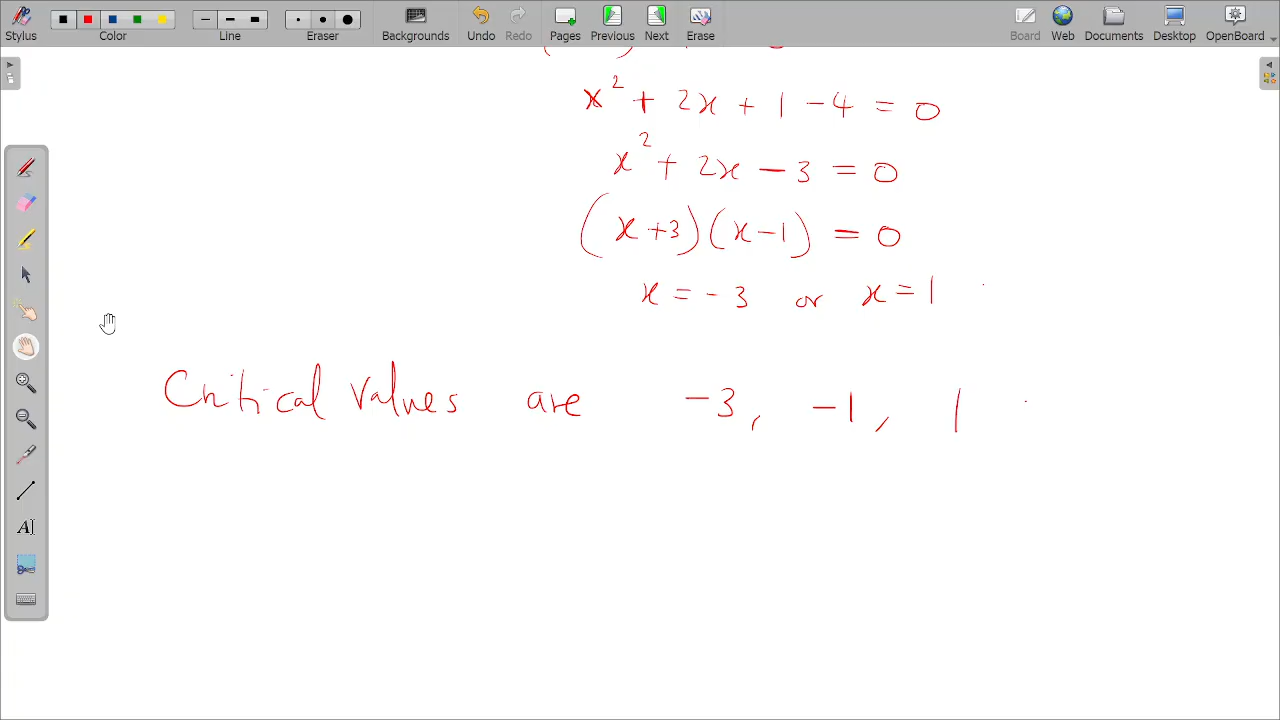 Stylus Color Line Eraser Backgrounds Undo Redo Pages Previous Next Erase Board Web Documents Desktop OpenBoard
x² + 2x + 1 - 4 = 0
x² + 2x - 3 = 0
(x+3)(x-1) = 0
x = -3 or x = 1
Critical values are -3, -1, 1
AI